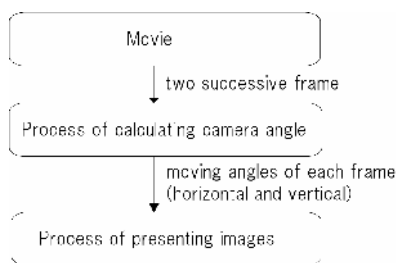 Movie
two successive frame
Process of calculating camera angle
moving angles of each frame
(horizontal and vertical)
Process of presenting images